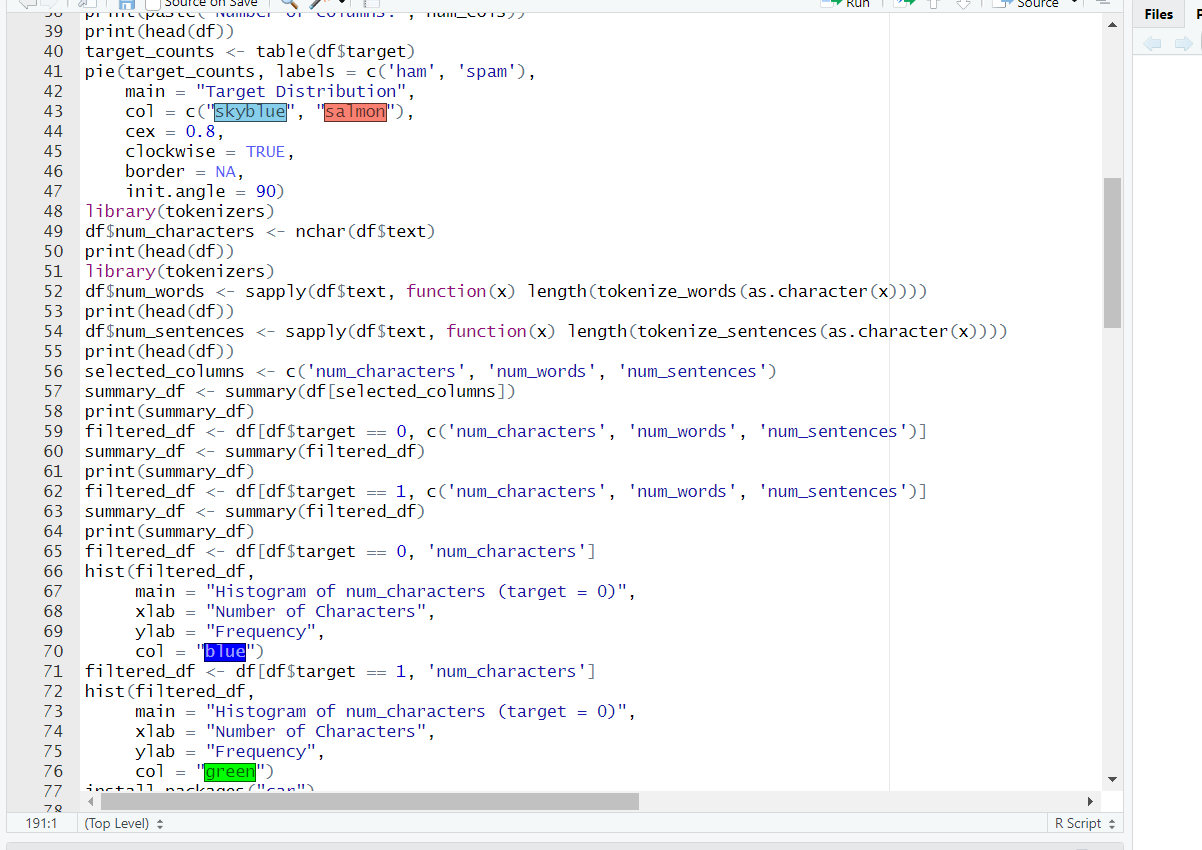 Source on Save Run Source
Files
38 print(paste("Number of Columns:", num_cols))
39 print(head(df))
40 target_counts <- table(df$target)
41 pie(target_counts, labels = c('ham', 'spam'),
42     main = "Target Distribution",
43     col = c("skyblue", "salmon"),
44     cex = 0.8,
45     clockwise = TRUE,
46     border = NA,
47     init.angle = 90)
48 library(tokenizers)
49 df$num_characters <- nchar(df$text)
50 print(head(df))
51 library(tokenizers)
52 df$num_words <- sapply(df$text, function(x) length(tokenize_words(as.character(x))))
53 print(head(df))
54 df$num_sentences <- sapply(df$text, function(x) length(tokenize_sentences(as.character(x))))
55 print(head(df))
56 selected_columns <- c('num_characters', 'num_words', 'num_sentences')
57 summary_df <- summary(df[selected_columns])
58 print(summary_df)
59 filtered_df <- df[df$target == 0, c('num_characters', 'num_words', 'num_sentences')]
60 summary_df <- summary(filtered_df)
61 print(summary_df)
62 filtered_df <- df[df$target == 1, c('num_characters', 'num_words', 'num_sentences')]
63 summary_df <- summary(filtered_df)
64 print(summary_df)
65 filtered_df <- df[df$target == 0, 'num_characters']
66 hist(filtered_df,
67      main = "Histogram of num_characters (target = 0)",
68      xlab = "Number of Characters",
69      ylab = "Frequency",
70      col = "blue")
71 filtered_df <- df[df$target == 1, 'num_characters']
72 hist(filtered_df,
73      main = "Histogram of num_characters (target = 0)",
74      xlab = "Number of Characters",
75      ylab = "Frequency",
76      col = "green")
77 install.packages("car")
78
191:1 (Top Level) R Script